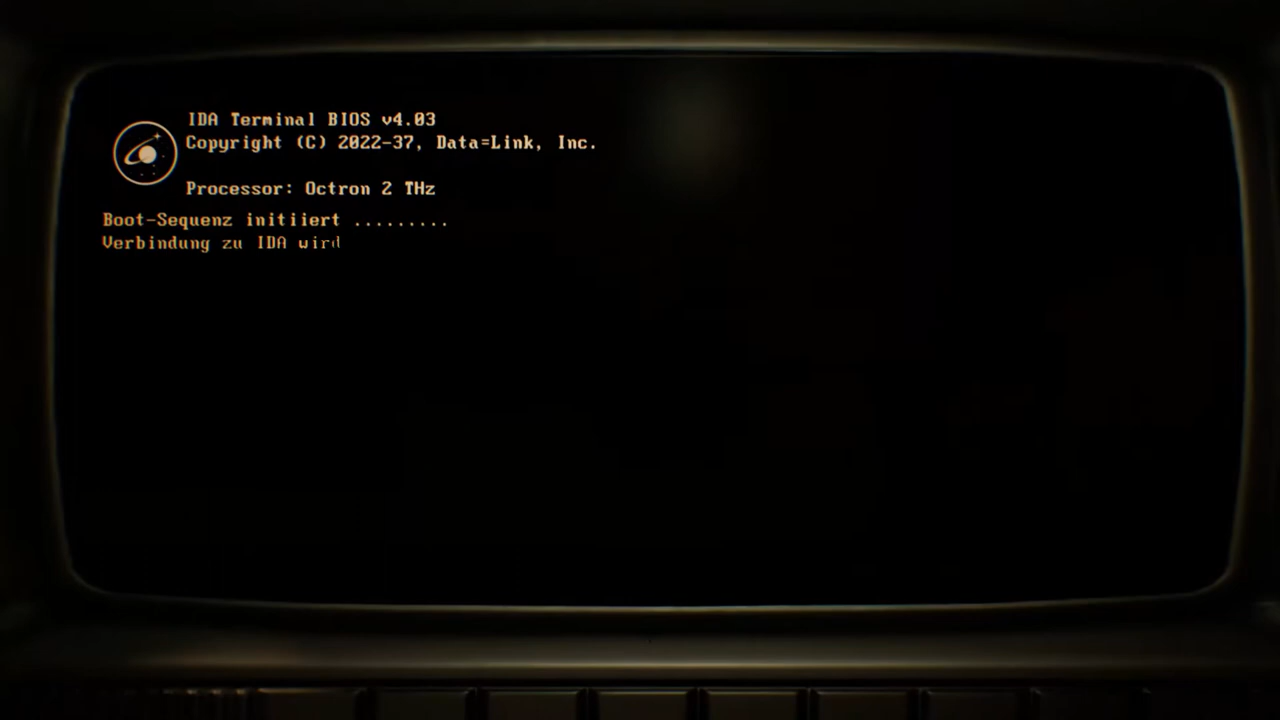 IDA Terminal BIOS v4.03
Copyright (C) 2022-37, Data=Link, Inc.
Processor: Octron 2 THz
Boot-Sequenz initiiert .........
Verbindung zu IDA wird